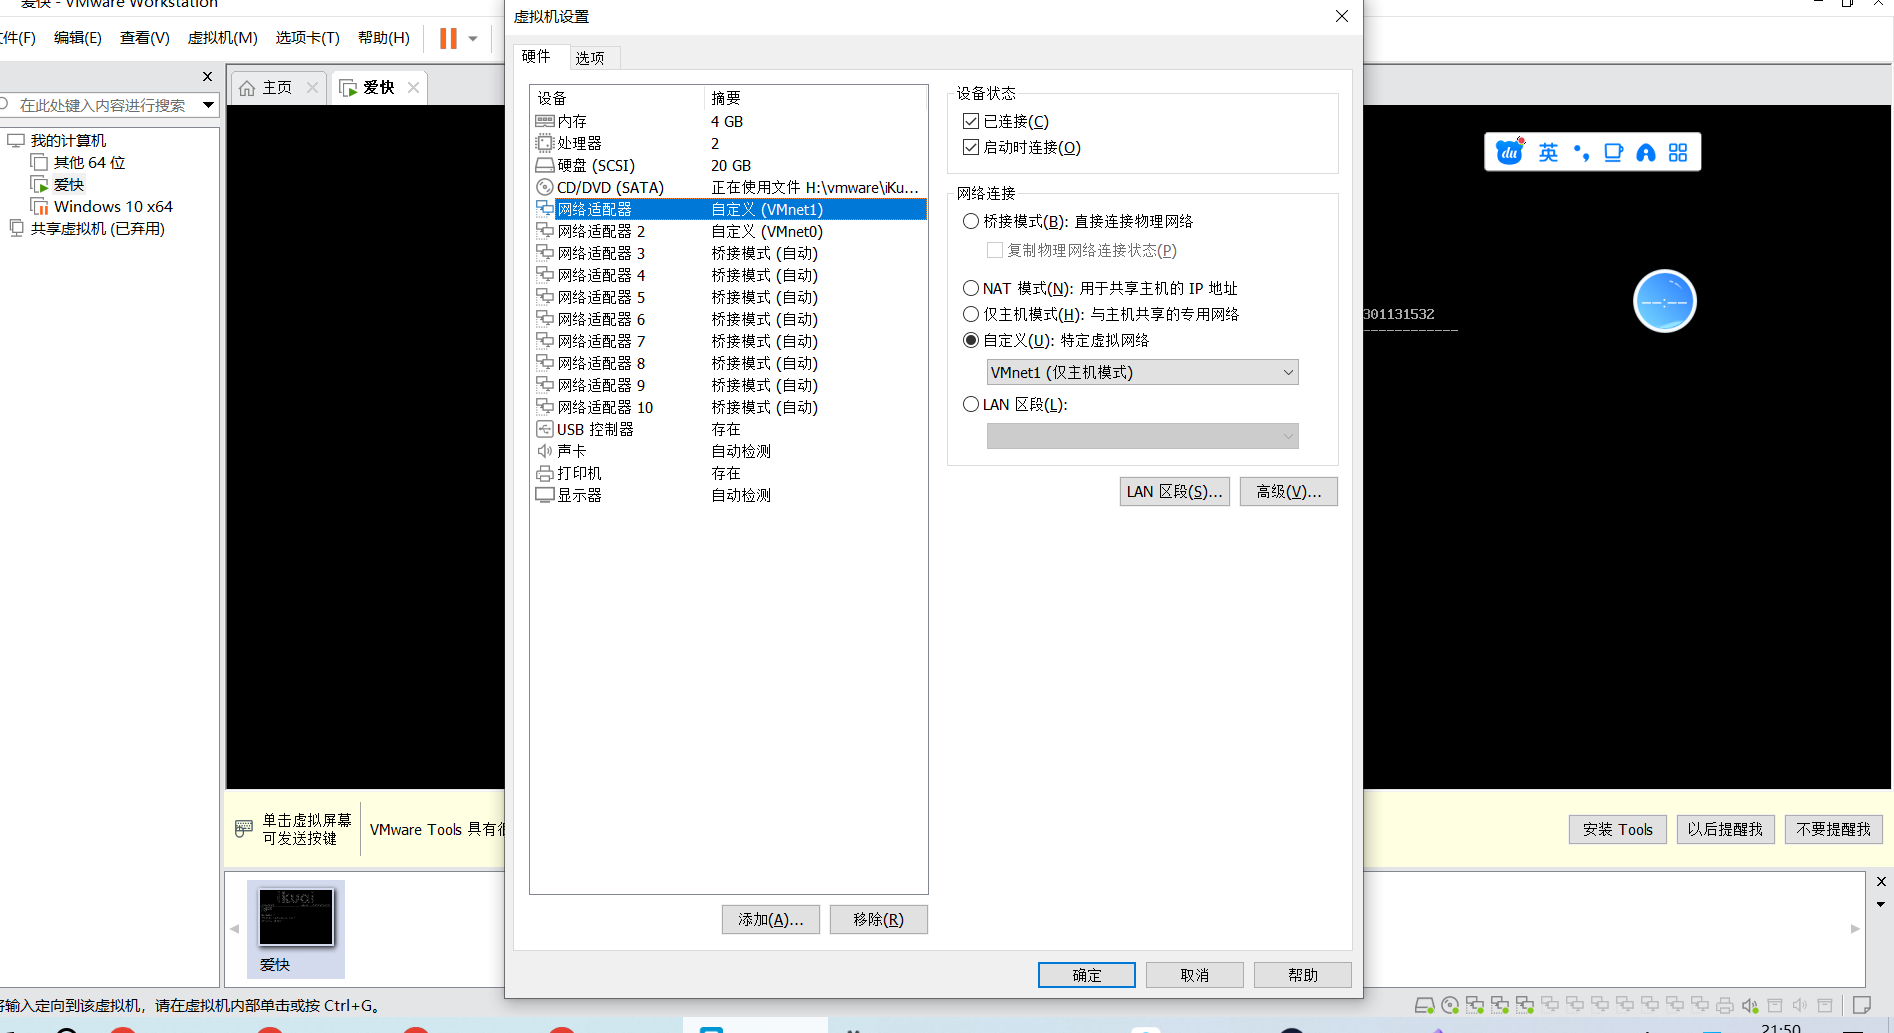 爱快 - VMware Workstation
件(F) 编辑(E) 查看(V) 虚拟机(M) 选项卡(T) 帮助(H)
在此处键入内容进行搜索
我的计算机
其他 64 位
爱快
Windows 10 x64
共享虚拟机 (已弃用)
主页
爱快
虚拟机设置
硬件
选项
设备 摘要
内存 4 GB
处理器 2
硬盘 (SCSI) 20 GB
CD/DVD (SATA) 正在使用文件 H:\vmware\iKu...
网络适配器 自定义 (VMnet1)
网络适配器 2 自定义 (VMnet0)
网络适配器 3 桥接模式 (自动)
网络适配器 4 桥接模式 (自动)
网络适配器 5 桥接模式 (自动)
网络适配器 6 桥接模式 (自动)
网络适配器 7 桥接模式 (自动)
网络适配器 8 桥接模式 (自动)
网络适配器 9 桥接模式 (自动)
网络适配器 10 桥接模式 (自动)
USB 控制器 存在
声卡 自动检测
打印机 存在
显示器 自动检测
添加(A)...
移除(R)
设备状态
已连接(C)
启动时连接(O)
网络连接
桥接模式(B): 直接连接物理网络
复制物理网络连接状态(P)
NAT 模式(N): 用于共享主机的 IP 地址
仅主机模式(H): 与主机共享的专用网络
自定义(U): 特定虚拟网络
VMnet1 (仅主机模式)
LAN 区段(L):
LAN 区段(S)...
高级(V)...
确定
取消
帮助
du 英
--:--
301131532
------------
单击虚拟屏幕
可发送按键
VMware Tools 具有
安装 Tools
以后提醒我
不要提醒我
ikuai
爱快
输入定向到该虚拟机，请在虚拟机内部单击或按 Ctrl+G。
21:50